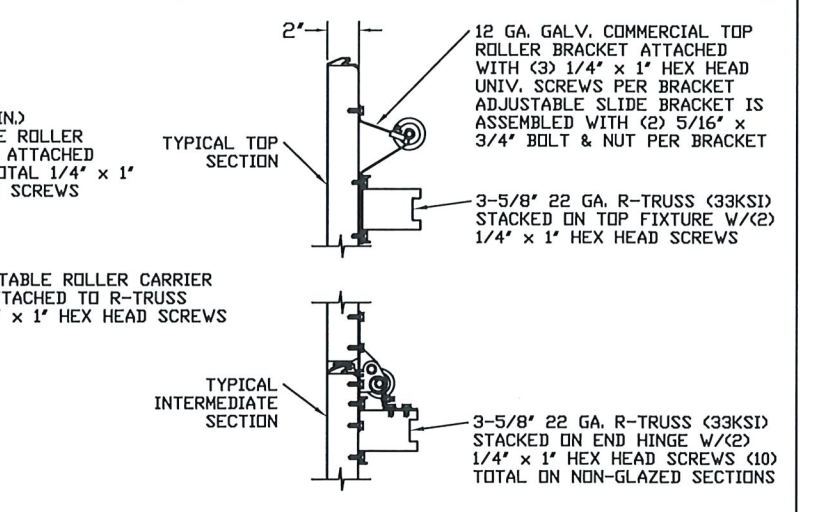 2"
12 GA. GALV. COMMERCIAL TOP
ROLLER BRACKET ATTACHED
WITH (3) 1/4" x 1" HEX HEAD
UNIV. SCREWS PER BRACKET
ADJUSTABLE SLIDE BRACKET IS
ASSEMBLED WITH (2) 5/16" x
3/4" BOLT & NUT PER BRACKET
IN.)
E ROLLER
ATTACHED
OTAL 1/4" x 1"
SCREWS
TYPICAL TOP
SECTION
3-5/8" 22 GA. R-TRUSS (33KSI)
STACKED ON TOP FIXTURE W/(2)
1/4" x 1" HEX HEAD SCREWS
TABLE ROLLER CARRIER
TACHED TO R-TRUSS
" x 1" HEX HEAD SCREWS
TYPICAL
INTERMEDIATE
SECTION
3-5/8" 22 GA. R-TRUSS (33KSI)
STACKED ON END HINGE W/(2)
1/4" x 1" HEX HEAD SCREWS (10)
TOTAL ON NON-GLAZED SECTIONS